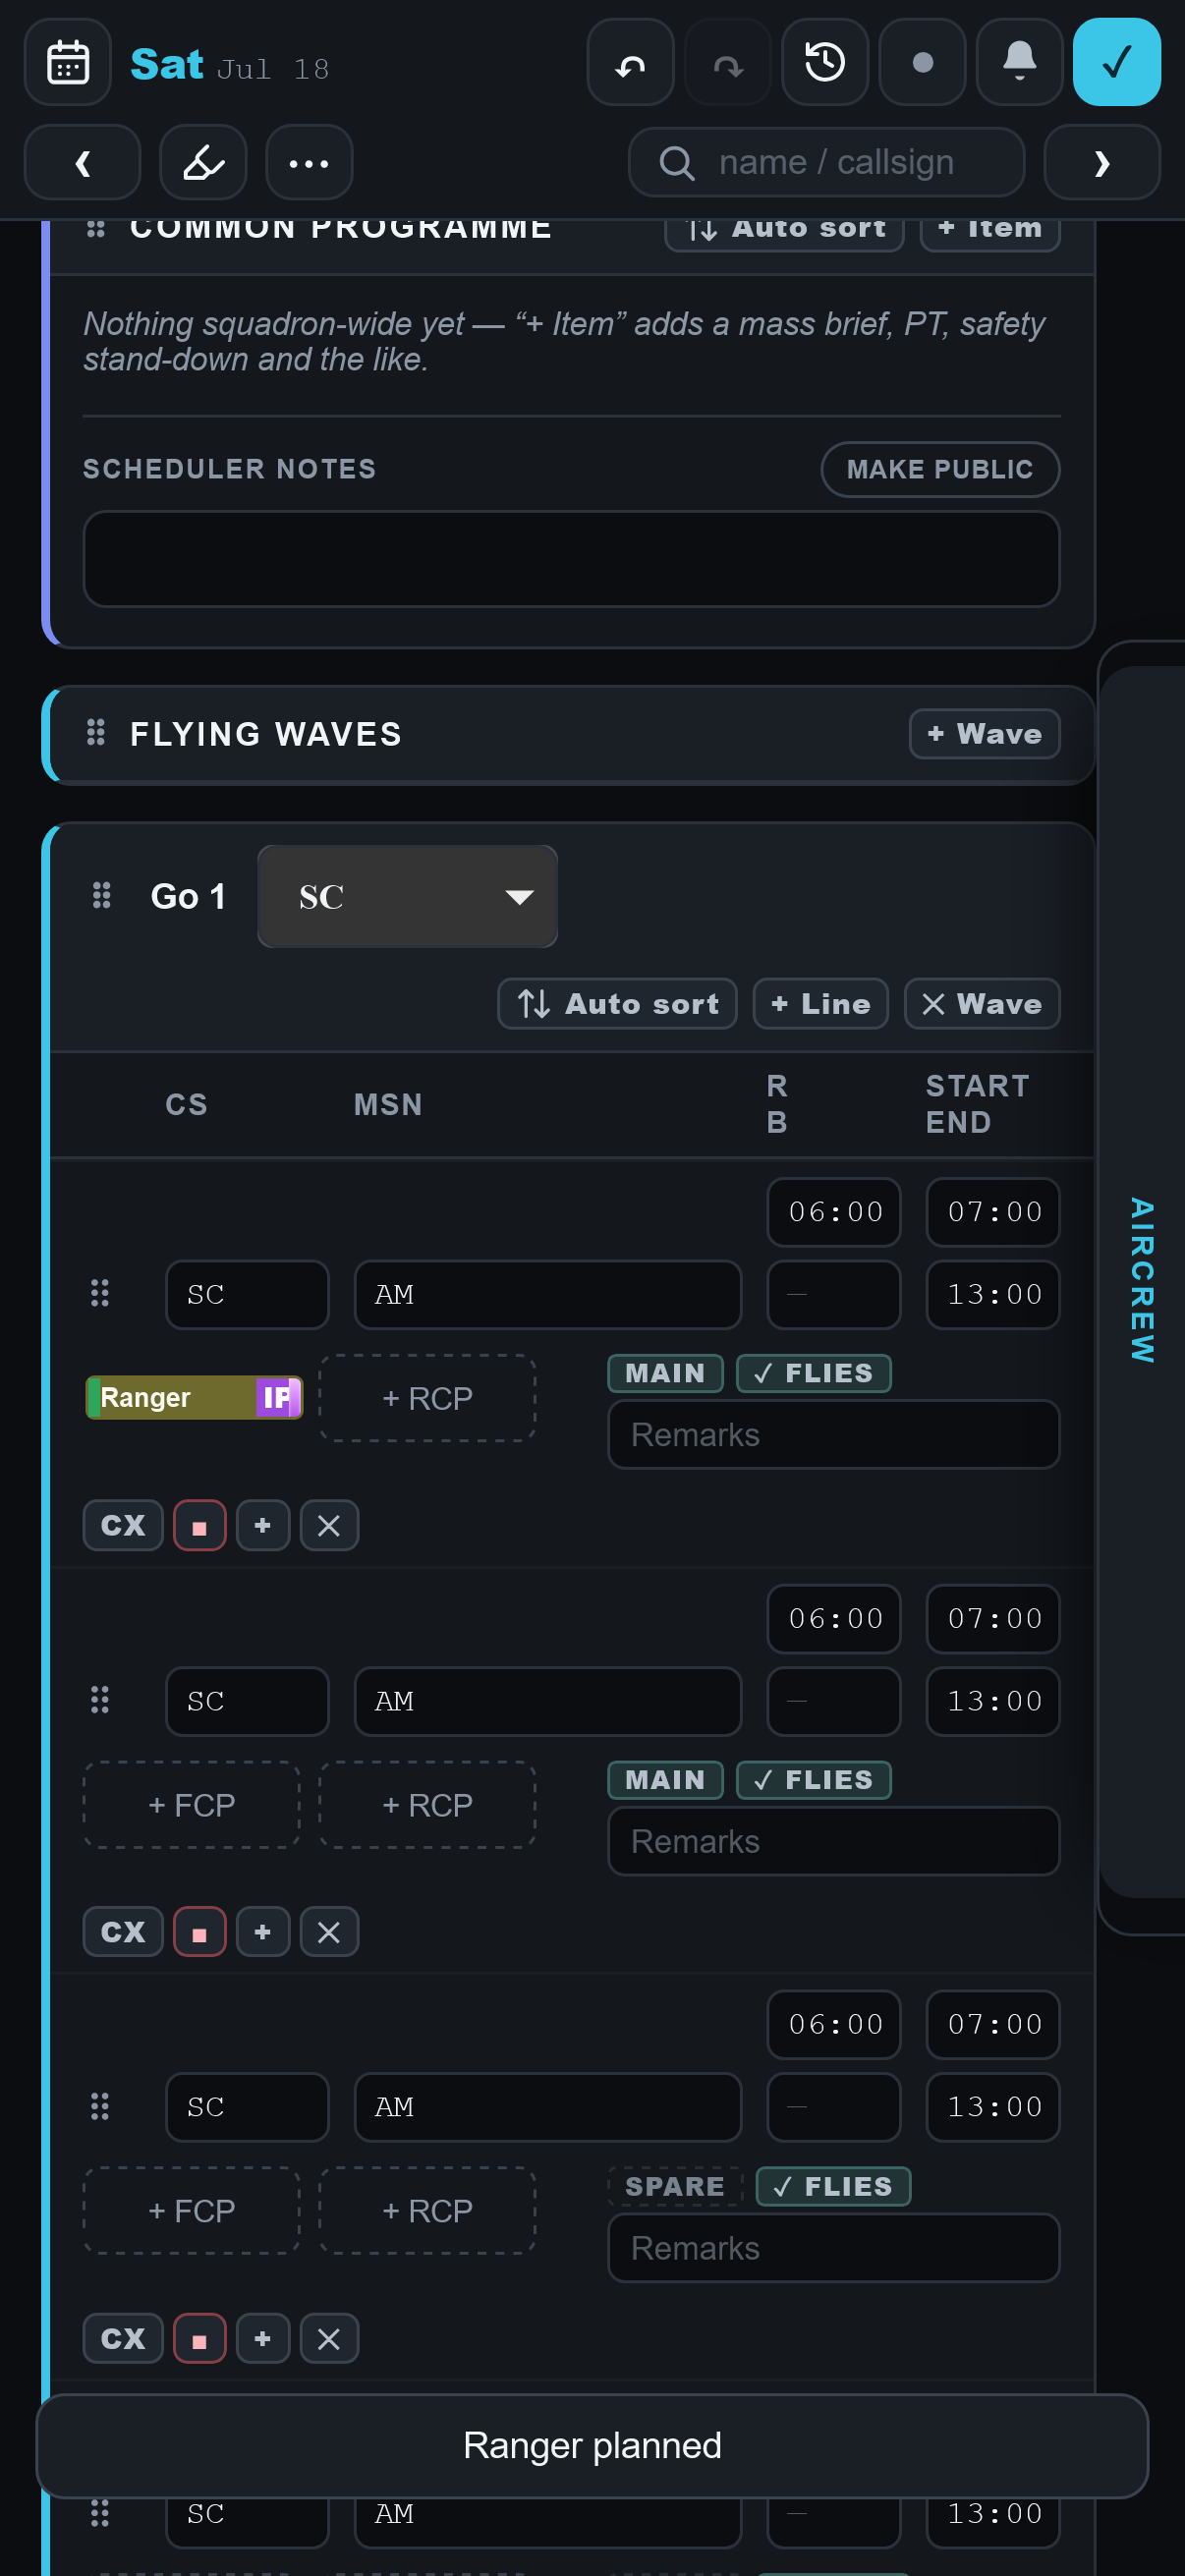 Sat Jul 18
name / callsign
COMMON PROGRAMME
Auto sort
+ Item
Nothing squadron-wide yet — “+ Item” adds a mass brief, PT, safety
stand-down and the like.
SCHEDULER NOTES
MAKE PUBLIC
FLYING WAVES
+ Wave
Go 1
SC
Auto sort
+ Line
× Wave
CS
MSN
R
B
START
END
06:00
07:00
SC
AM
—
13:00
Ranger
IP
+ RCP
MAIN
✓ FLIES
Remarks
CX
+
×
06:00
07:00
SC
AM
—
13:00
+ FCP
+ RCP
MAIN
✓ FLIES
Remarks
CX
+
×
06:00
07:00
SC
AM
—
13:00
+ FCP
+ RCP
SPARE
✓ FLIES
Remarks
CX
+
×
AIRCREW
Ranger planned
SC
AM
—
13:00